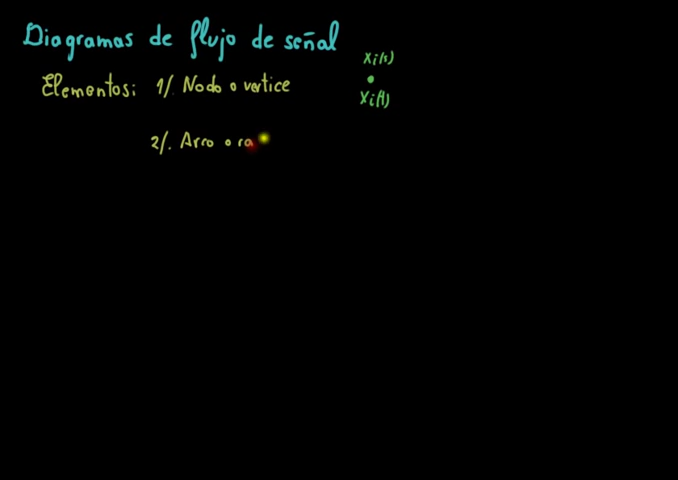 Diagramas de flujo de señal
Xi(s)
Elementos: 1/. Nodo o vertice
Xi(t)
2/. Arco o ra